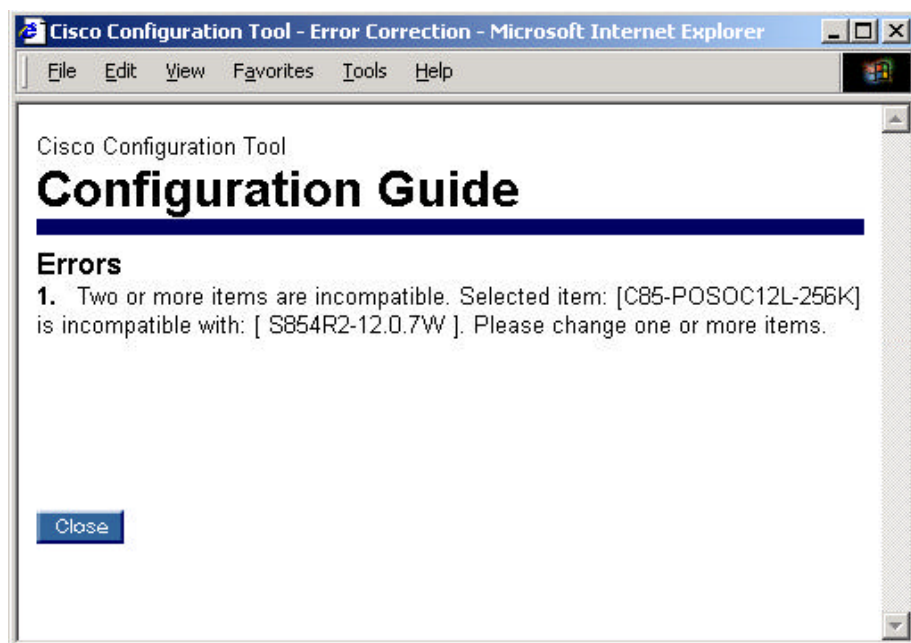 Cisco Configuration Tool - Error Correction - Microsoft Internet Explorer
File Edit View Favorites Tools Help
Cisco Configuration Tool
Configuration Guide
Errors
1. Two or more items are incompatible. Selected item: [C85-POSOC12L-256K]
is incompatible with: [ S854R2-12.0.7W ]. Please change one or more items.
Close